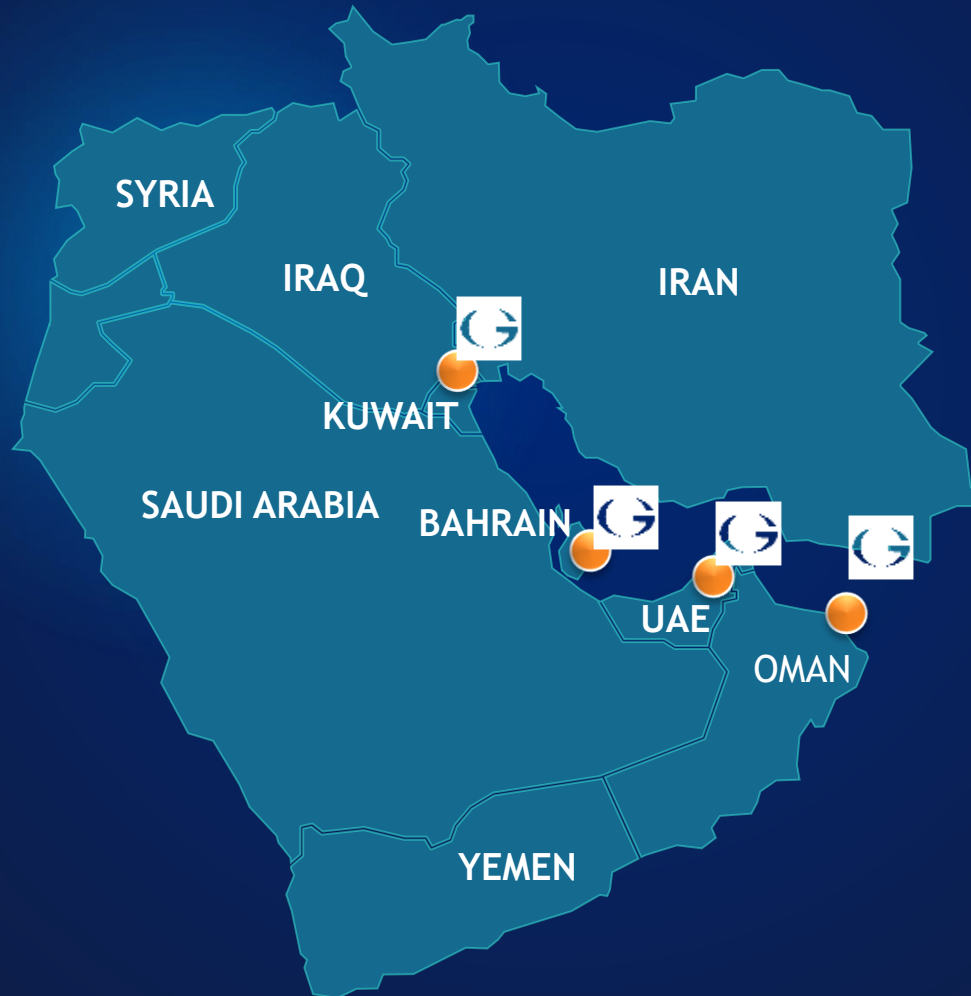 SYRIA
IRAQ
IRAN
G
KUWAIT
SAUDI ARABIA
BAHRAIN
G
G
G
UAE
OMAN
YEMEN